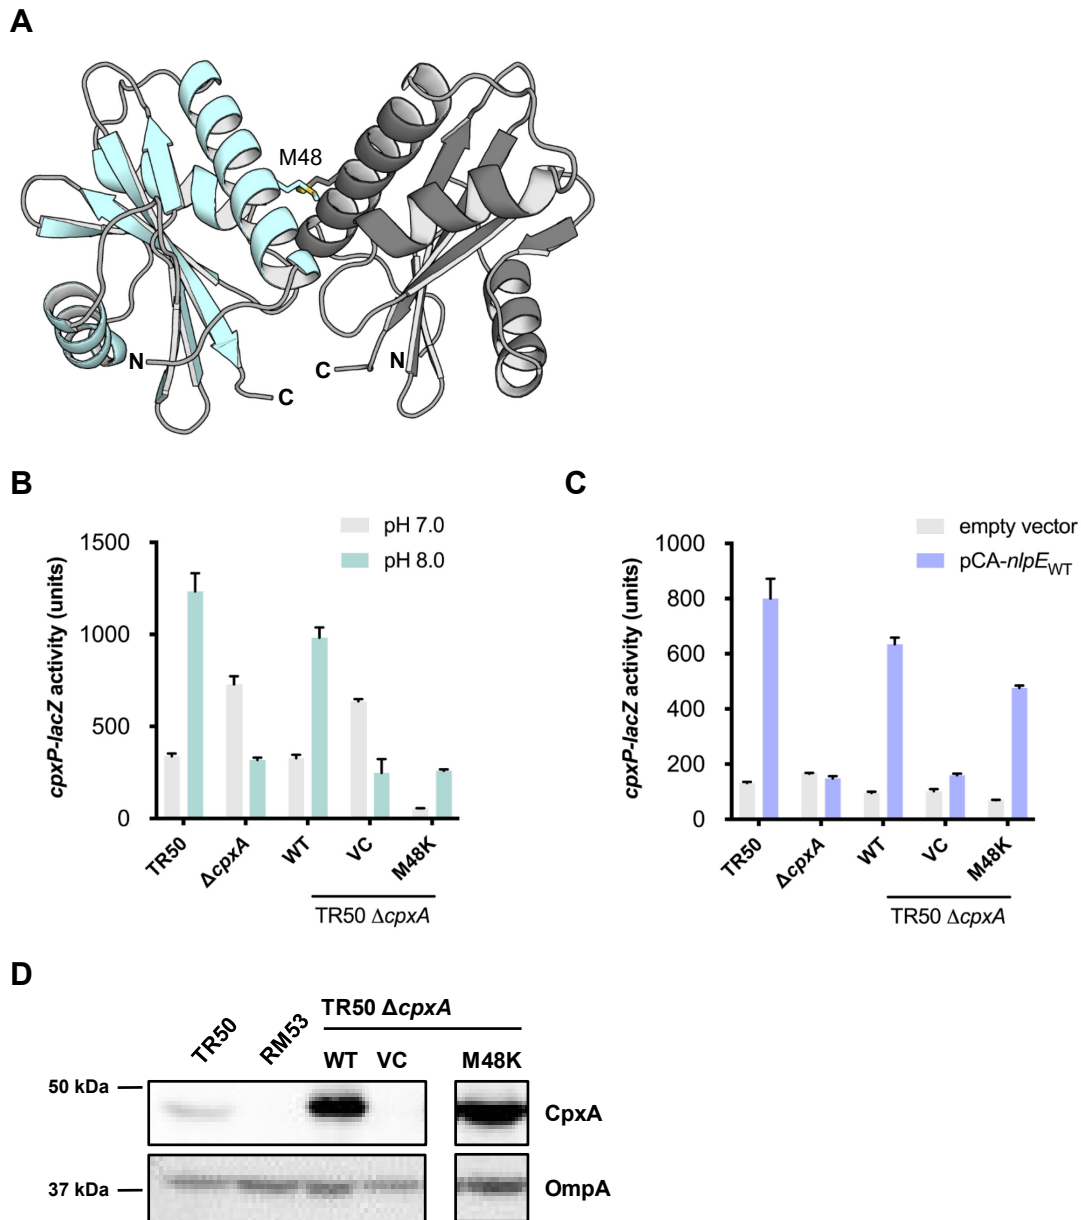 A
M48
N
C
C
N
B
pH 7.0
pH 8.0
cpxP-lacZ activity (units)
1500
1000
500
0
TR50
ΔcpxA
WT
VC
M48K
TR50 ΔcpxA
C
empty vector
pCA-nlpEWT
cpxP-lacZ activity (units)
1000
800
600
400
200
0
TR50
ΔcpxA
WT
VC
M48K
TR50 ΔcpxA
D
TR50
RM53
TR50 ΔcpxA
WT VC M48K
50 kDa
CpxA
37 kDa
OmpA